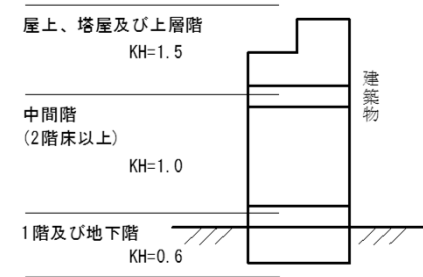 屋上、塔屋及び上層階
KH=1.5
建築物
中間階
(2階床以上)
KH=1.0
1階及び地下階
KH=0.6